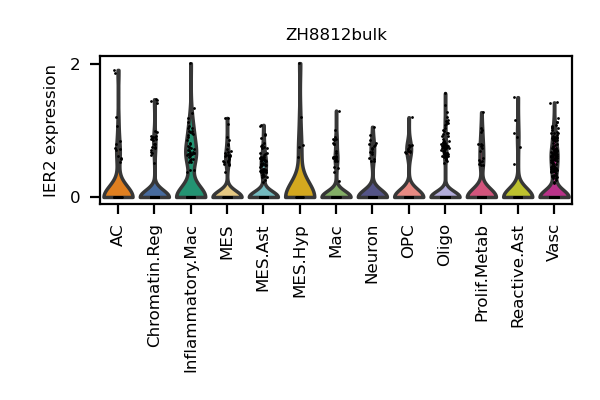 ZH8812bulk
IER2 expression
2
0
AC
Chromatin.Reg
Inflammatory.Mac
MES
MES.Ast
MES.Hyp
Mac
Neuron
OPC
Oligo
Prolif.Metab
Reactive.Ast
Vasc